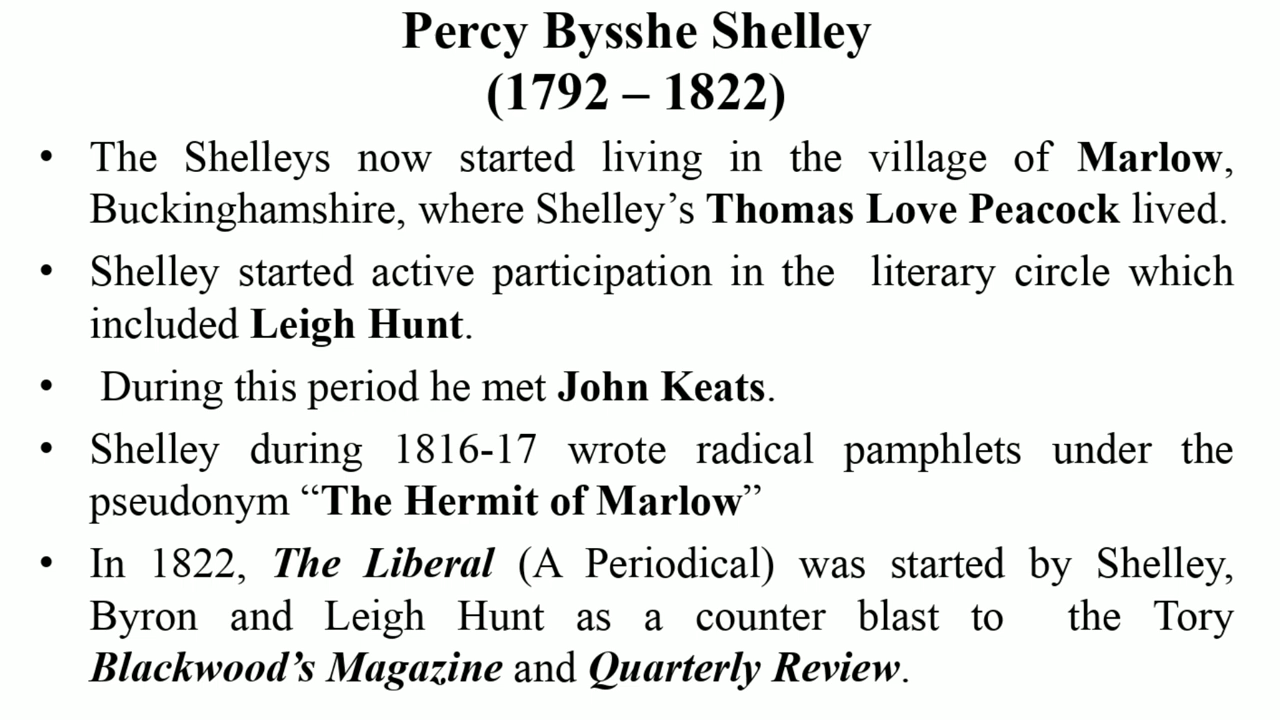 Percy Bysshe Shelley
(1792 – 1822)
• The Shelleys now started living in the village of Marlow,
Buckinghamshire, where Shelley’s Thomas Love Peacock lived.
• Shelley started active participation in the literary circle which
included Leigh Hunt.
• During this period he met John Keats.
• Shelley during 1816-17 wrote radical pamphlets under the
pseudonym “The Hermit of Marlow”
• In 1822, The Liberal (A Periodical) was started by Shelley,
Byron and Leigh Hunt as a counter blast to the Tory
Blackwood’s Magazine and Quarterly Review.